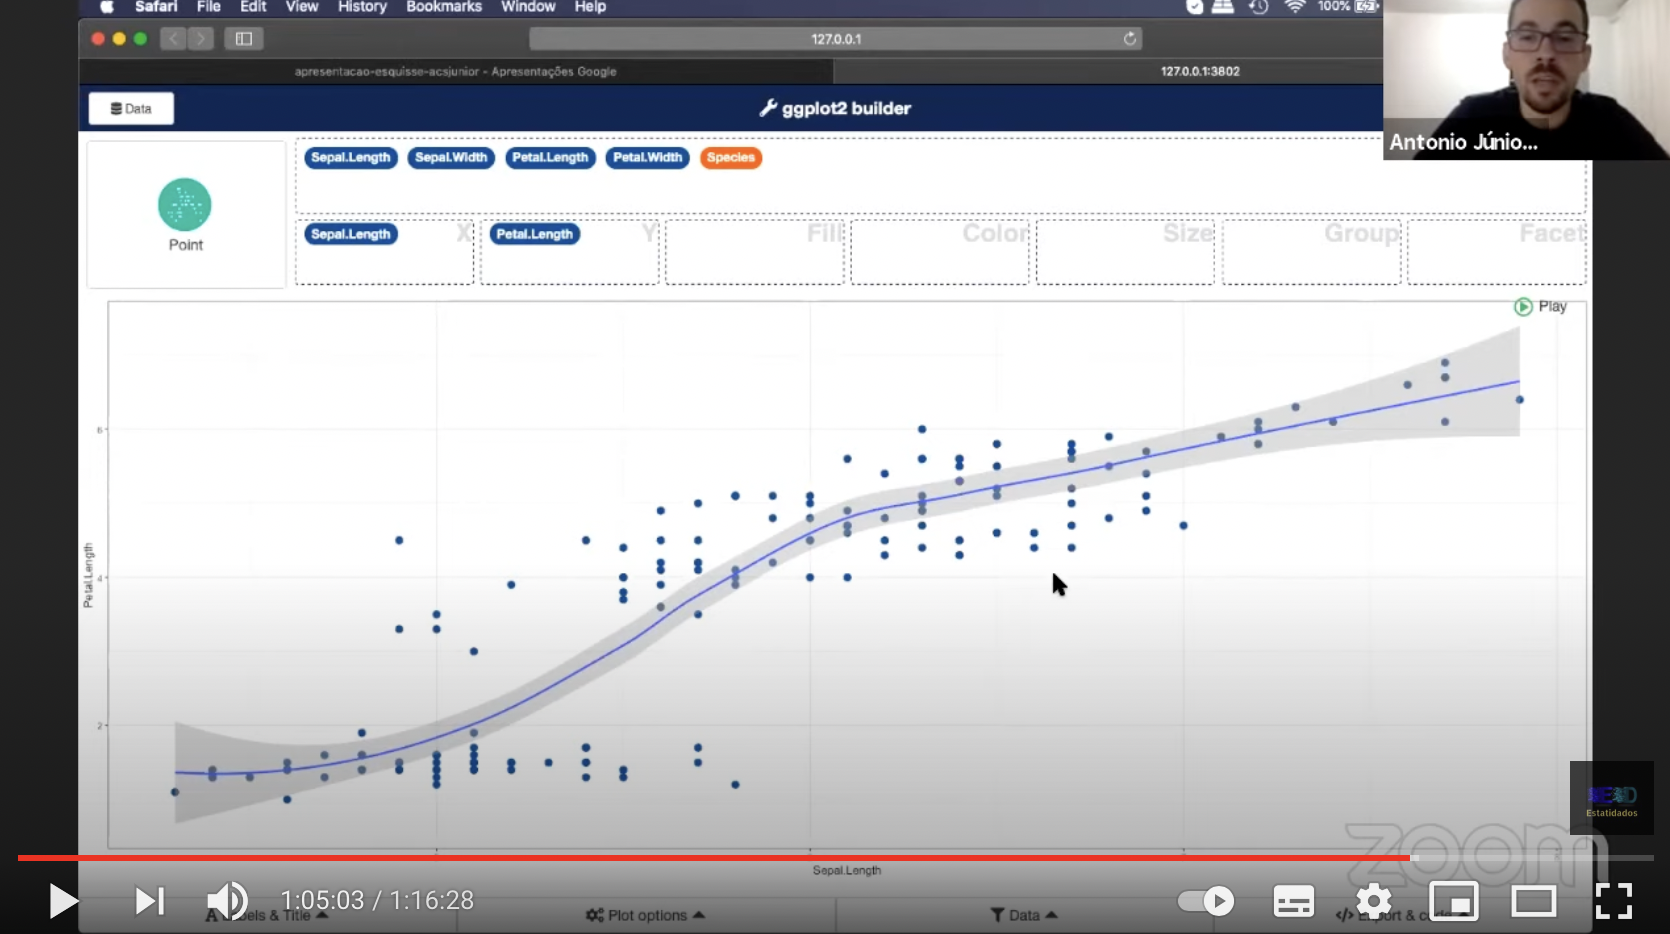 Safari File Edit View History Bookmarks Window Help 100%
127.0.0.1
apresentacao-esquisse-acsjunior - Apresentações Google
127.0.0.1:3802
Data
ggplot2 builder
Antonio Júnio...
Point
Sepal.Length Sepal.Width Petal.Length Petal.Width Species
Sepal.Length X Petal.Length Y Fill Color Size Group Facet
Play
Petal.Length
6
4
2
Sepal.Length
Estatidados
zoom
1:05:03 / 1:16:28
& Title
Plot options
Data
</>